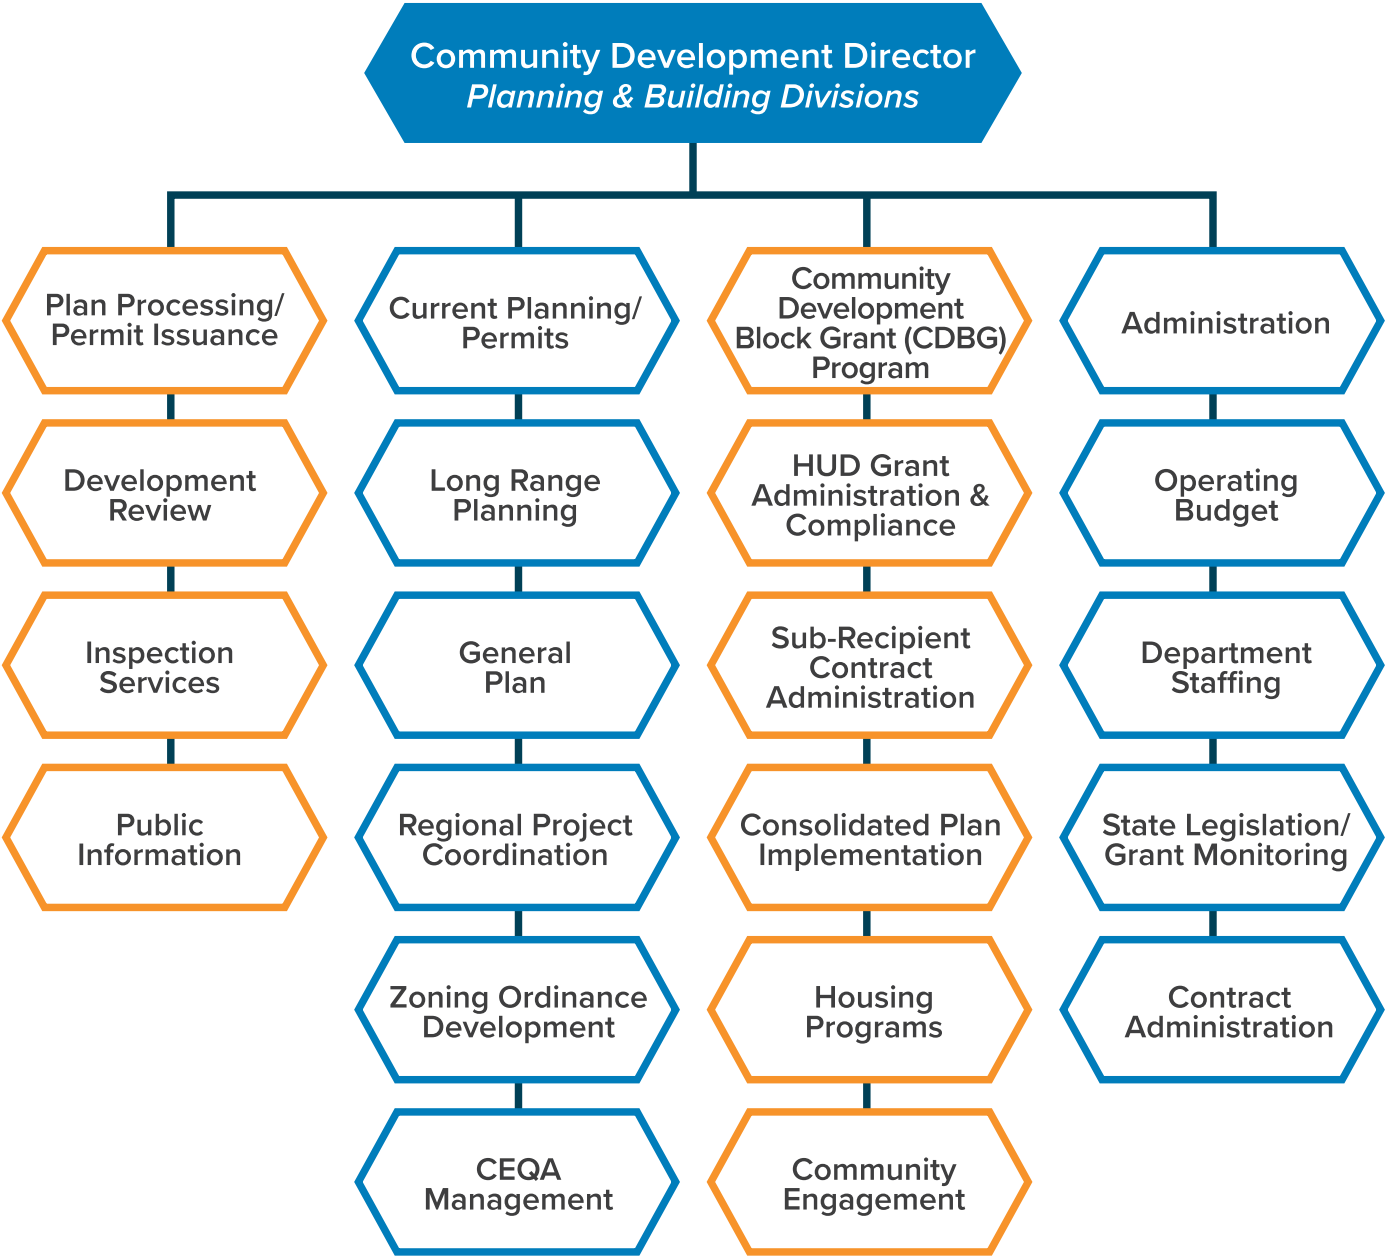 Community Development Director
Planning & Building Divisions
Plan Processing/
Permit Issuance
Development
Review
Inspection
Services
Public
Information
Current Planning/
Permits
Long Range
Planning
General
Plan
Regional Project
Coordination
Zoning Ordinance
Development
CEQA
Management
Community
Development
Block Grant (CDBG)
Program
HUD Grant
Administration &
Compliance
Sub-Recipient
Contract
Administration
Consolidated Plan
Implementation
Housing
Programs
Community
Engagement
Administration
Operating
Budget
Department
Staffing
State Legislation/
Grant Monitoring
Contract
Administration